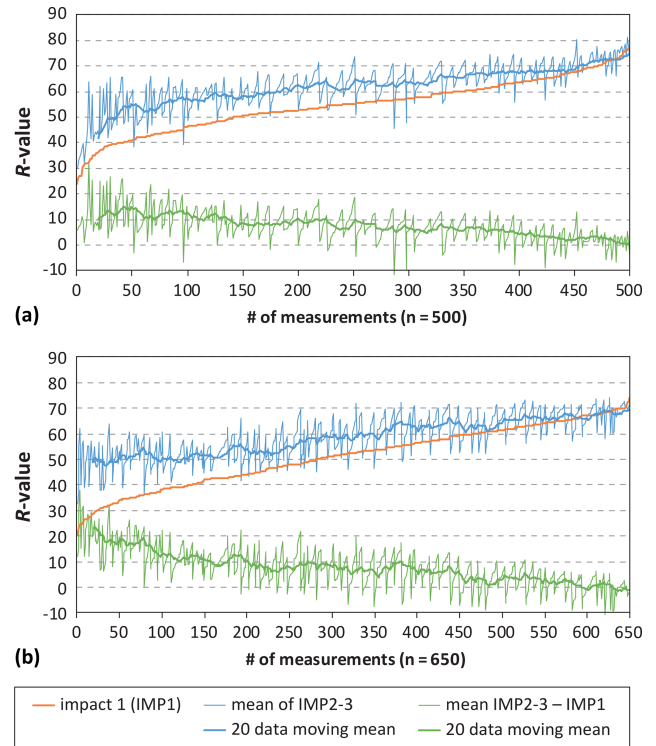 90
80
70
60
50
40
30
20
10
0
-10
R-value
0 50 100 150 200 250 300 350 400 450 500
(a)
# of measurements (n = 500)
90
80
70
60
50
40
30
20
10
0
-10
R-value
0 50 100 150 200 250 300 350 400 450 500 550 600 650
(b)
# of measurements (n = 650)
impact 1 (IMP1) mean of IMP2-3 mean IMP2-3 – IMP1
20 data moving mean 20 data moving mean